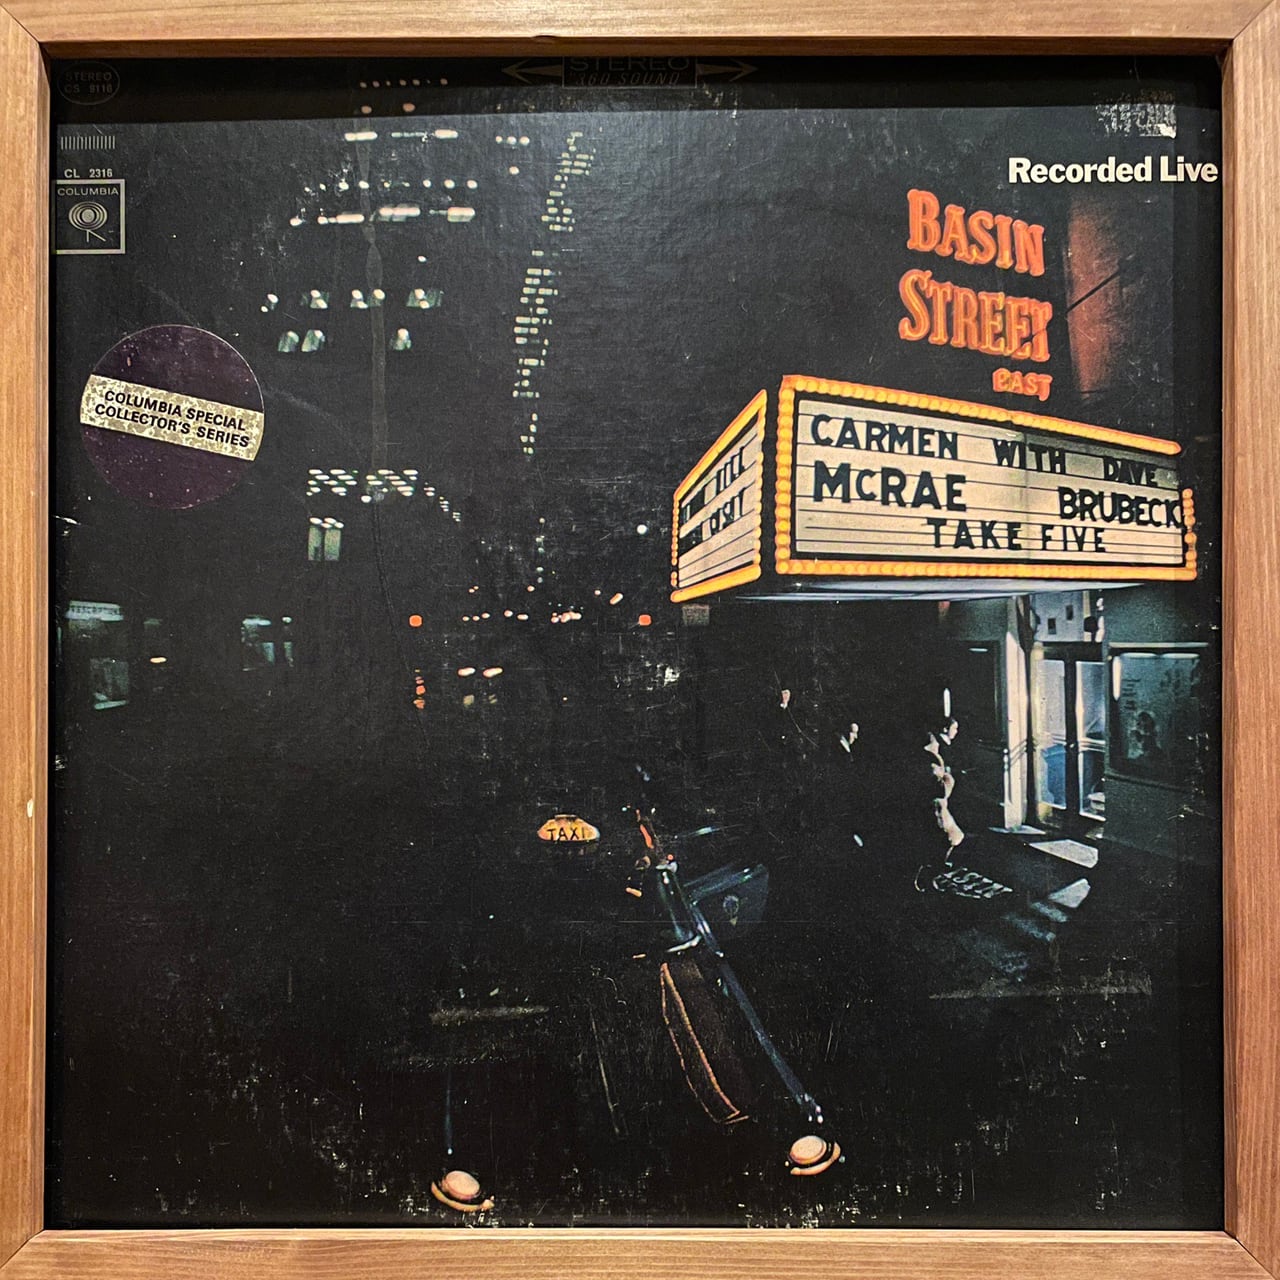 STEREO
CS 9116
STEREO
"360 SOUND"
CL 2316
COLUMBIA
Recorded Live
BASIN
STREET
EAST
COLUMBIA SPECIAL
COLLECTOR'S SERIES
CARMEN WITH DAVE
McRAE BRUBECK
TAKE FIVE
TAXI
BASIN